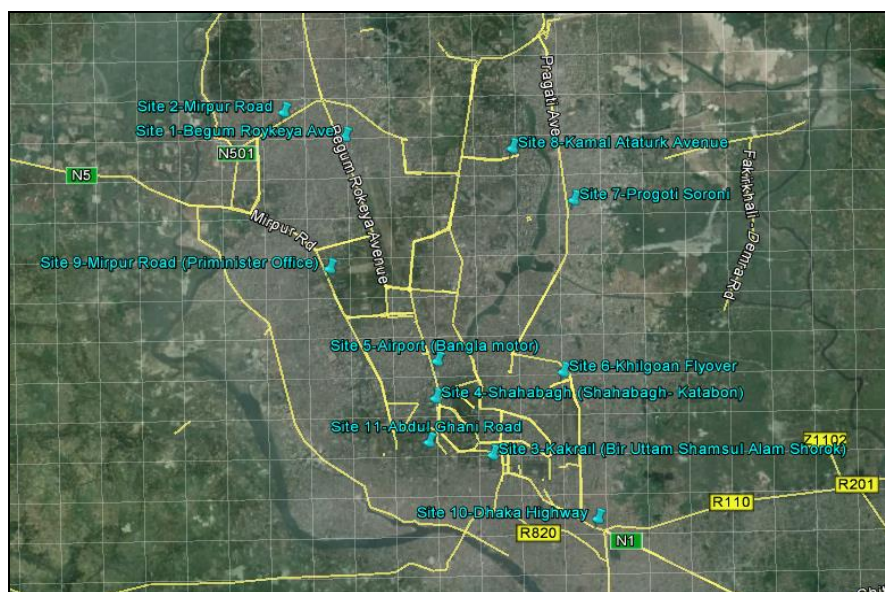 Pragati Ave
Site 2-Mirpur Road
Site 1-Begum Roykeya Ave
Site 8-Kamal Ataturk Avenue
N501
N5
Begum Rokeya Avenue
Fakirkhali - Demra Rd
Site 7-Progoti Soroni
Mirpur Rd
Site 9-Mirpur Road (Priminister Office)
Site 5-Airport (Bangla motor)
Site 6-Khilgoan Flyover
Site 4-Shahabagh (Shahabagh- Katabon)
Site 11-Abdul Ghani Road
Z1102
Site 3-Kakrail (Bir Uttam Shamsul Alam Shorok)
R201
R110
Site 10-Dhaka Highway
R820
N1